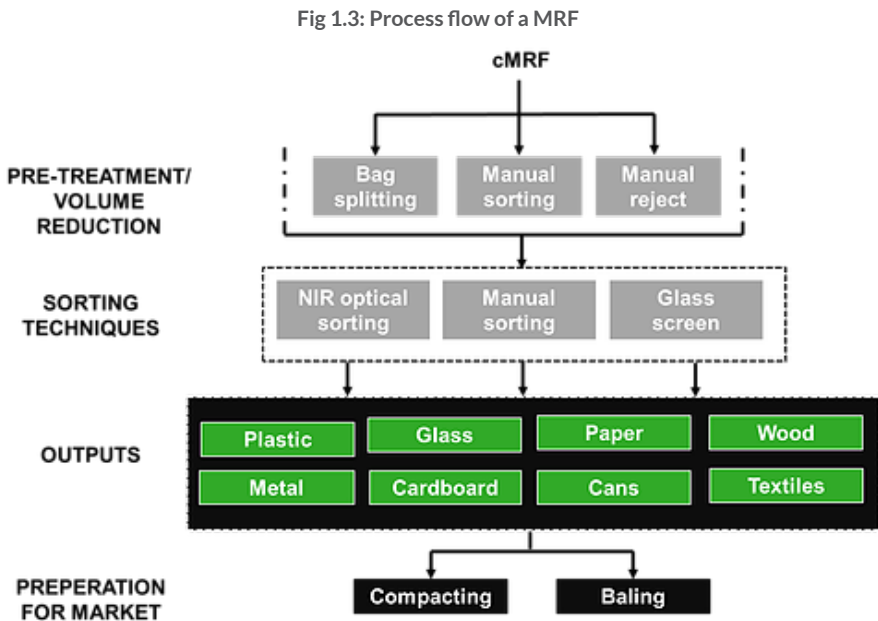 Fig 1.3: Process flow of a MRF
cMRF
PRE-TREATMENT/
VOLUME
REDUCTION
Bag
splitting
Manual
sorting
Manual
reject
SORTING
TECHNIQUES
NIR optical
sorting
Manual
sorting
Glass
screen
OUTPUTS
Plastic
Glass
Paper
Wood
Metal
Cardboard
Cans
Textiles
PREPARATION
FOR MARKET
Compacting
Baling